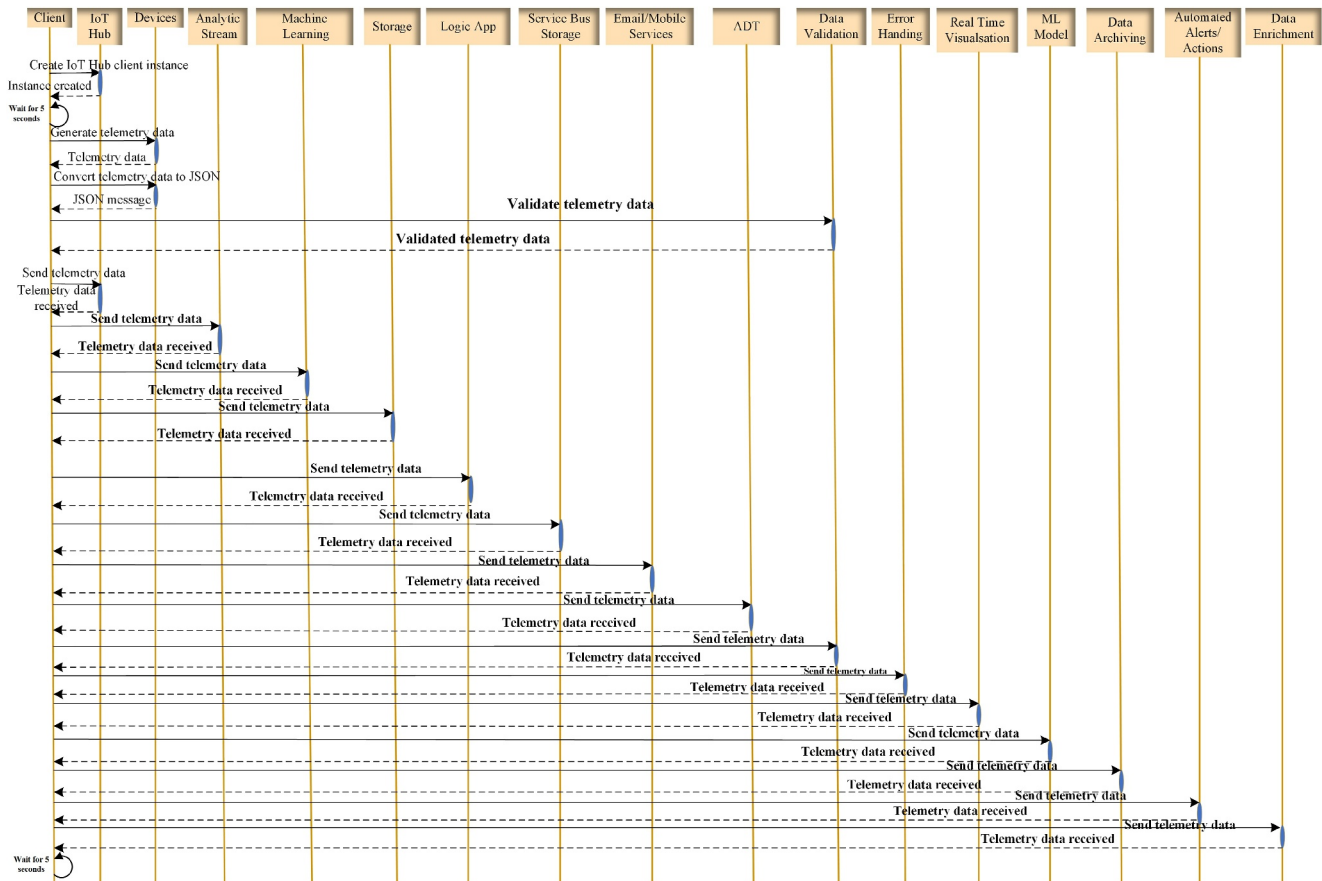 Client
IoT
Hub
Devices
Analytic
Stream
Machine
Learning
Storage
Logic App
Service Bus
Storage
Email/Mobile
Services
ADT
Data
Validation
Error
Handing
Real Time
Visualsation
ML
Model
Data
Archiving
Automated
Alerts/
Actions
Data
Enrichment
Create IoT Hub client instance
Instance created
Wait for 5
seconds
Generate telemetry data
Telemetry data
Convert telemetry data to JSON
JSON message
Validate telemetry data
Validated telemetry data
Send telemetry data
Telemetry data
received
Send telemetry data
Telemetry data received
Send telemetry data
Telemetry data received
Send telemetry data
Telemetry data received
Send telemetry data
Telemetry data received
Send telemetry data
Telemetry data received
Send telemetry data
Telemetry data received
Send telemetry data
Telemetry data received
Send telemetry data
Telemetry data received
Send telemetry data
Telemetry data received
Send telemetry data
Telemetry data received
Send telemetry data
Telemetry data received
Send telemetry data
Telemetry data received
Send telemetry data
Telemetry data received
Send telemetry data
Telemetry data received
Wait for 5
seconds